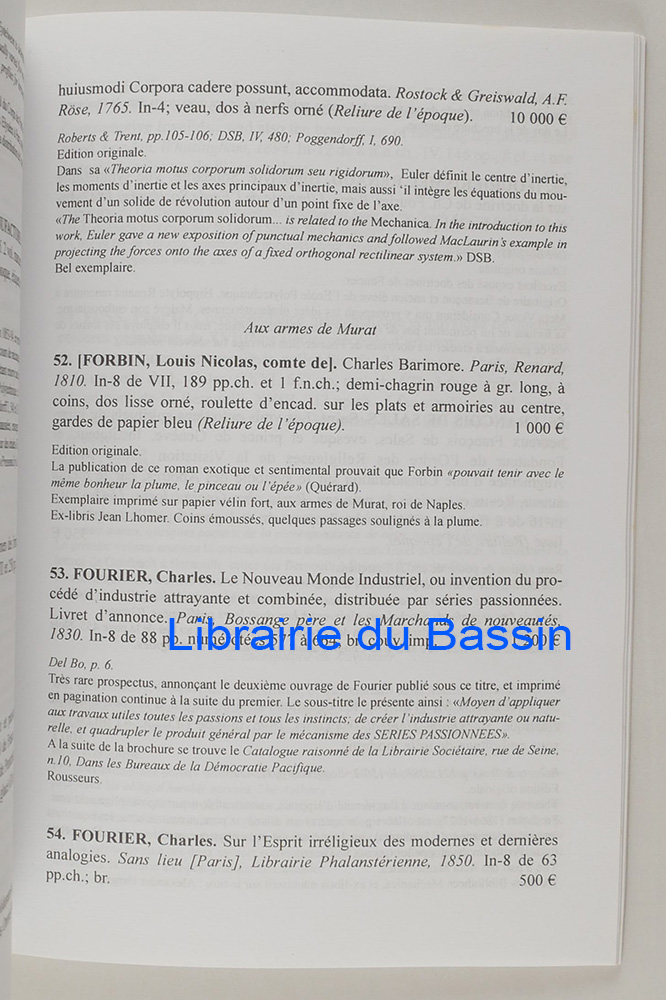 huiusmodi Corpora cadere possunt, accommodata. Rostock & Greiswald, A.F.
Röse, 1765. In-4; veau, dos à nerfs orné (Reliure de l'époque). 10 000 €
Roberts & Trent, pp.105-106; DSB, IV, 480; Poggendorff, I, 690.
Edition originale.
Dans sa «Theoria motus corporum solidorum seu rigidorum», Euler définit le centre d'inertie,
les moments d'inertie et les axes principaux d'inertie, mais aussi 'il intègre les équations du mou-
vement d'un solide de révolution autour d'un point fixe de l'axe.
«The Theoria motus corporum solidorum... is related to the Mechanica. In the introduction to this
work, Euler gave a new exposition of punctual mechanics and followed MacLaurin's example in
projecting the forces onto the axes of a fixed orthogonal rectilinear system.» DSB.
Bel exemplaire.
Aux armes de Murat
52. [FORBIN, Louis Nicolas, comte de]. Charles Barimore. Paris, Renard,
1810. In-8 de VII, 189 pp.ch. et 1 f.n.ch.; demi-chagrin rouge à gr. long, à
coins, dos lisse orné, roulette d'encad. sur les plats et armoiries au centre,
gardes de papier bleu (Reliure de l'époque). 1 000 €
Edition originale.
La publication de ce roman exotique et sentimental prouvait que Forbin «pouvait tenir avec le
même bonheur la plume, le pinceau ou l'épée» (Quérard).
Exemplaire imprimé sur papier vélin fort, aux armes de Murat, roi de Naples.
Ex-libris Jean Lhomer. Coins émoussés, quelques passages soulignés à la plume.
53. FOURIER, Charles. Le Nouveau Monde Industriel, ou invention du pro-
cédé d'industrie attrayante et combinée, distribuée par séries passionnées.
Livret d'annonce. Paris, Bossange père et les Marchands de nouveautés,
1830. In-8 de 88 pp. numérotées 577 à 664, br. couv. imp. 200 €
Librairie du Bassin
Del Bo, p. 6.
Très rare prospectus, annonçant le deuxième ouvrage de Fourier publié sous ce titre, et imprimé
en pagination continue à la suite du premier. Le sous-titre le présente ainsi : «Moyen d'appliquer
aux travaux utiles toutes les passions et tous les instincts; de créer l'industrie attrayante ou natu-
relle, et quadrupler le produit général par le mécanisme des SERIES PASSIONNEES».
A la suite de la brochure se trouve le Catalogue raisonné de la Librairie Sociétaire, rue de Seine,
n.10, Dans les Bureaux de la Démocratie Pacifique.
Rousseurs.
54. FOURIER, Charles. Sur l'Esprit irréligieux des modernes et dernières
analogies. Sans lieu [Paris], Librairie Phalanstérienne, 1850. In-8 de 63
pp.ch.; br. 500 €